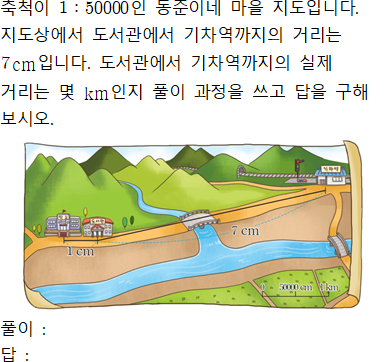 축척이 1 : 50000인 동준이네 마을 지도입니다.
지도상에서 도서관에서 기차역까지의 거리는
7cm입니다. 도서관에서 기차역까지의 실제
거리는 몇 km인지 풀이 과정을 쓰고 답을 구해
보시오.
기차역
도서관
7 cm
1 cm
0 50000 cm 1 km
풀이 :
답 :